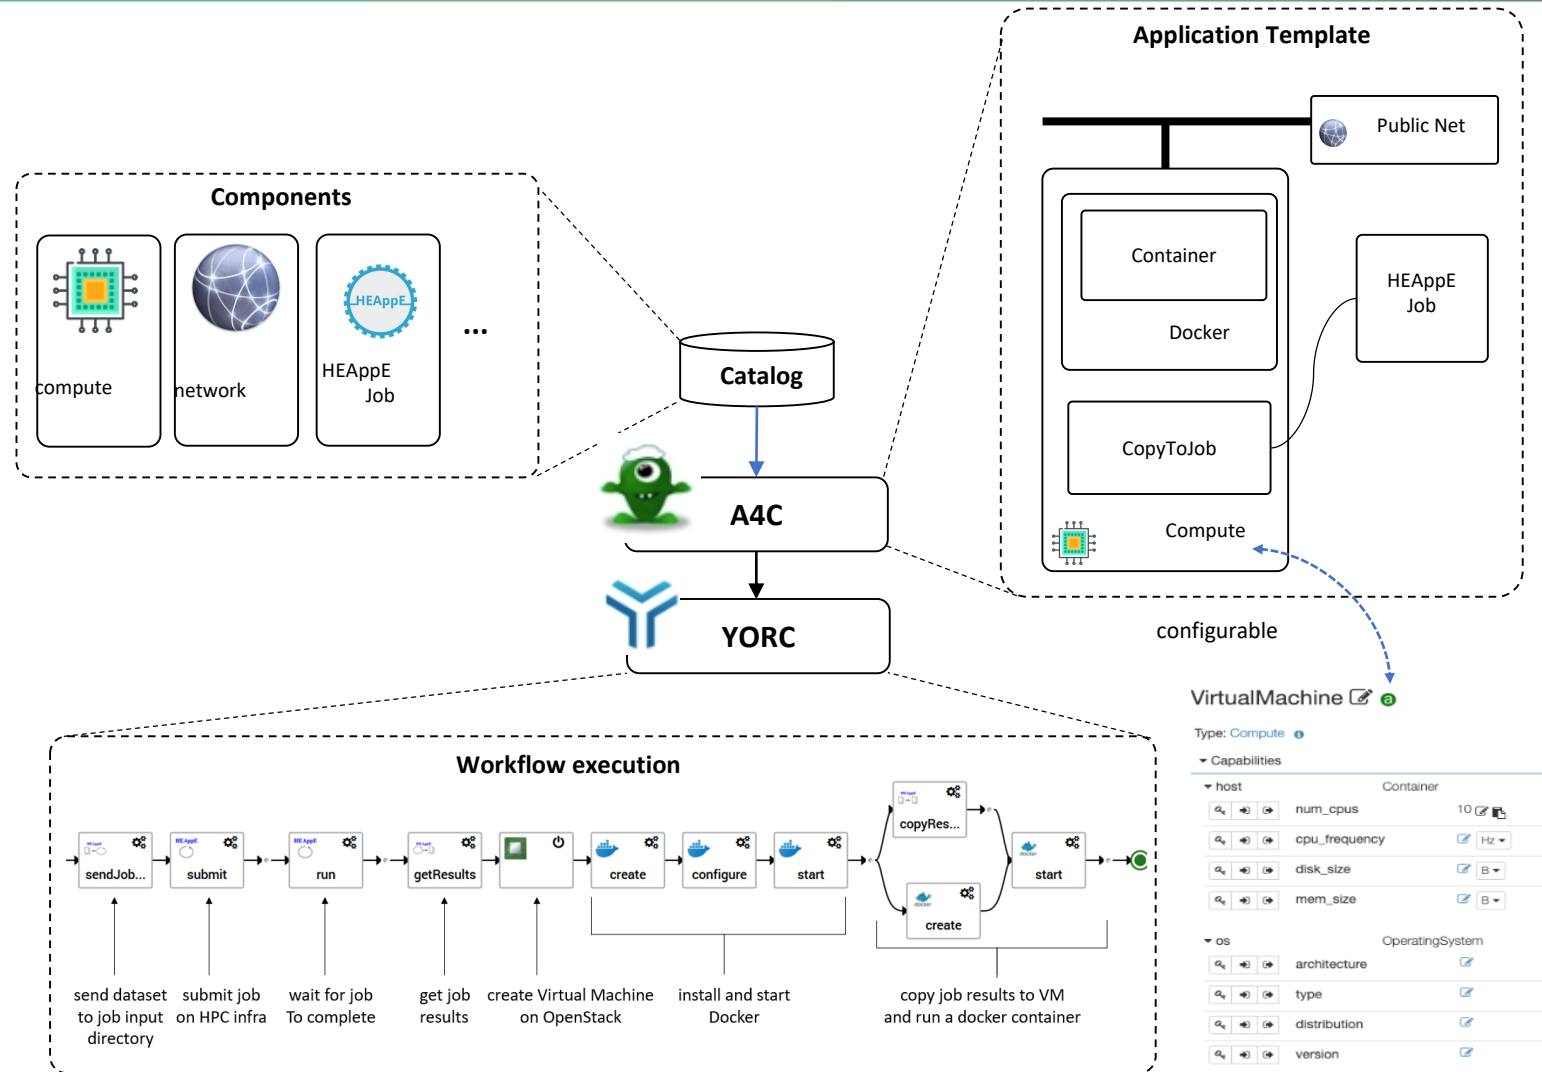 Application Template
Public Net
Container
Docker
HEAppE
Job
CopyToJob
Compute
Components
HEAppE
compute
network
HEAppE
Job
...
Catalog
A4C
YORC
configurable
VirtualMachine
Type: Compute
Capabilities
host Container
num_cpus 10
cpu_frequency Hz
disk_size B
mem_size B
os OperatingSystem
architecture
type
distribution
version
Workflow execution
sendJob...
HEAppE
submit
HEAppE
run
getResults
create
configure
start
copyRes...
docker
create
docker
start
send dataset
to job input
directory
submit job
on HPC infra
wait for job
To complete
get job
results
create Virtual Machine
on OpenStack
install and start
Docker
copy job results to VM
and run a docker container